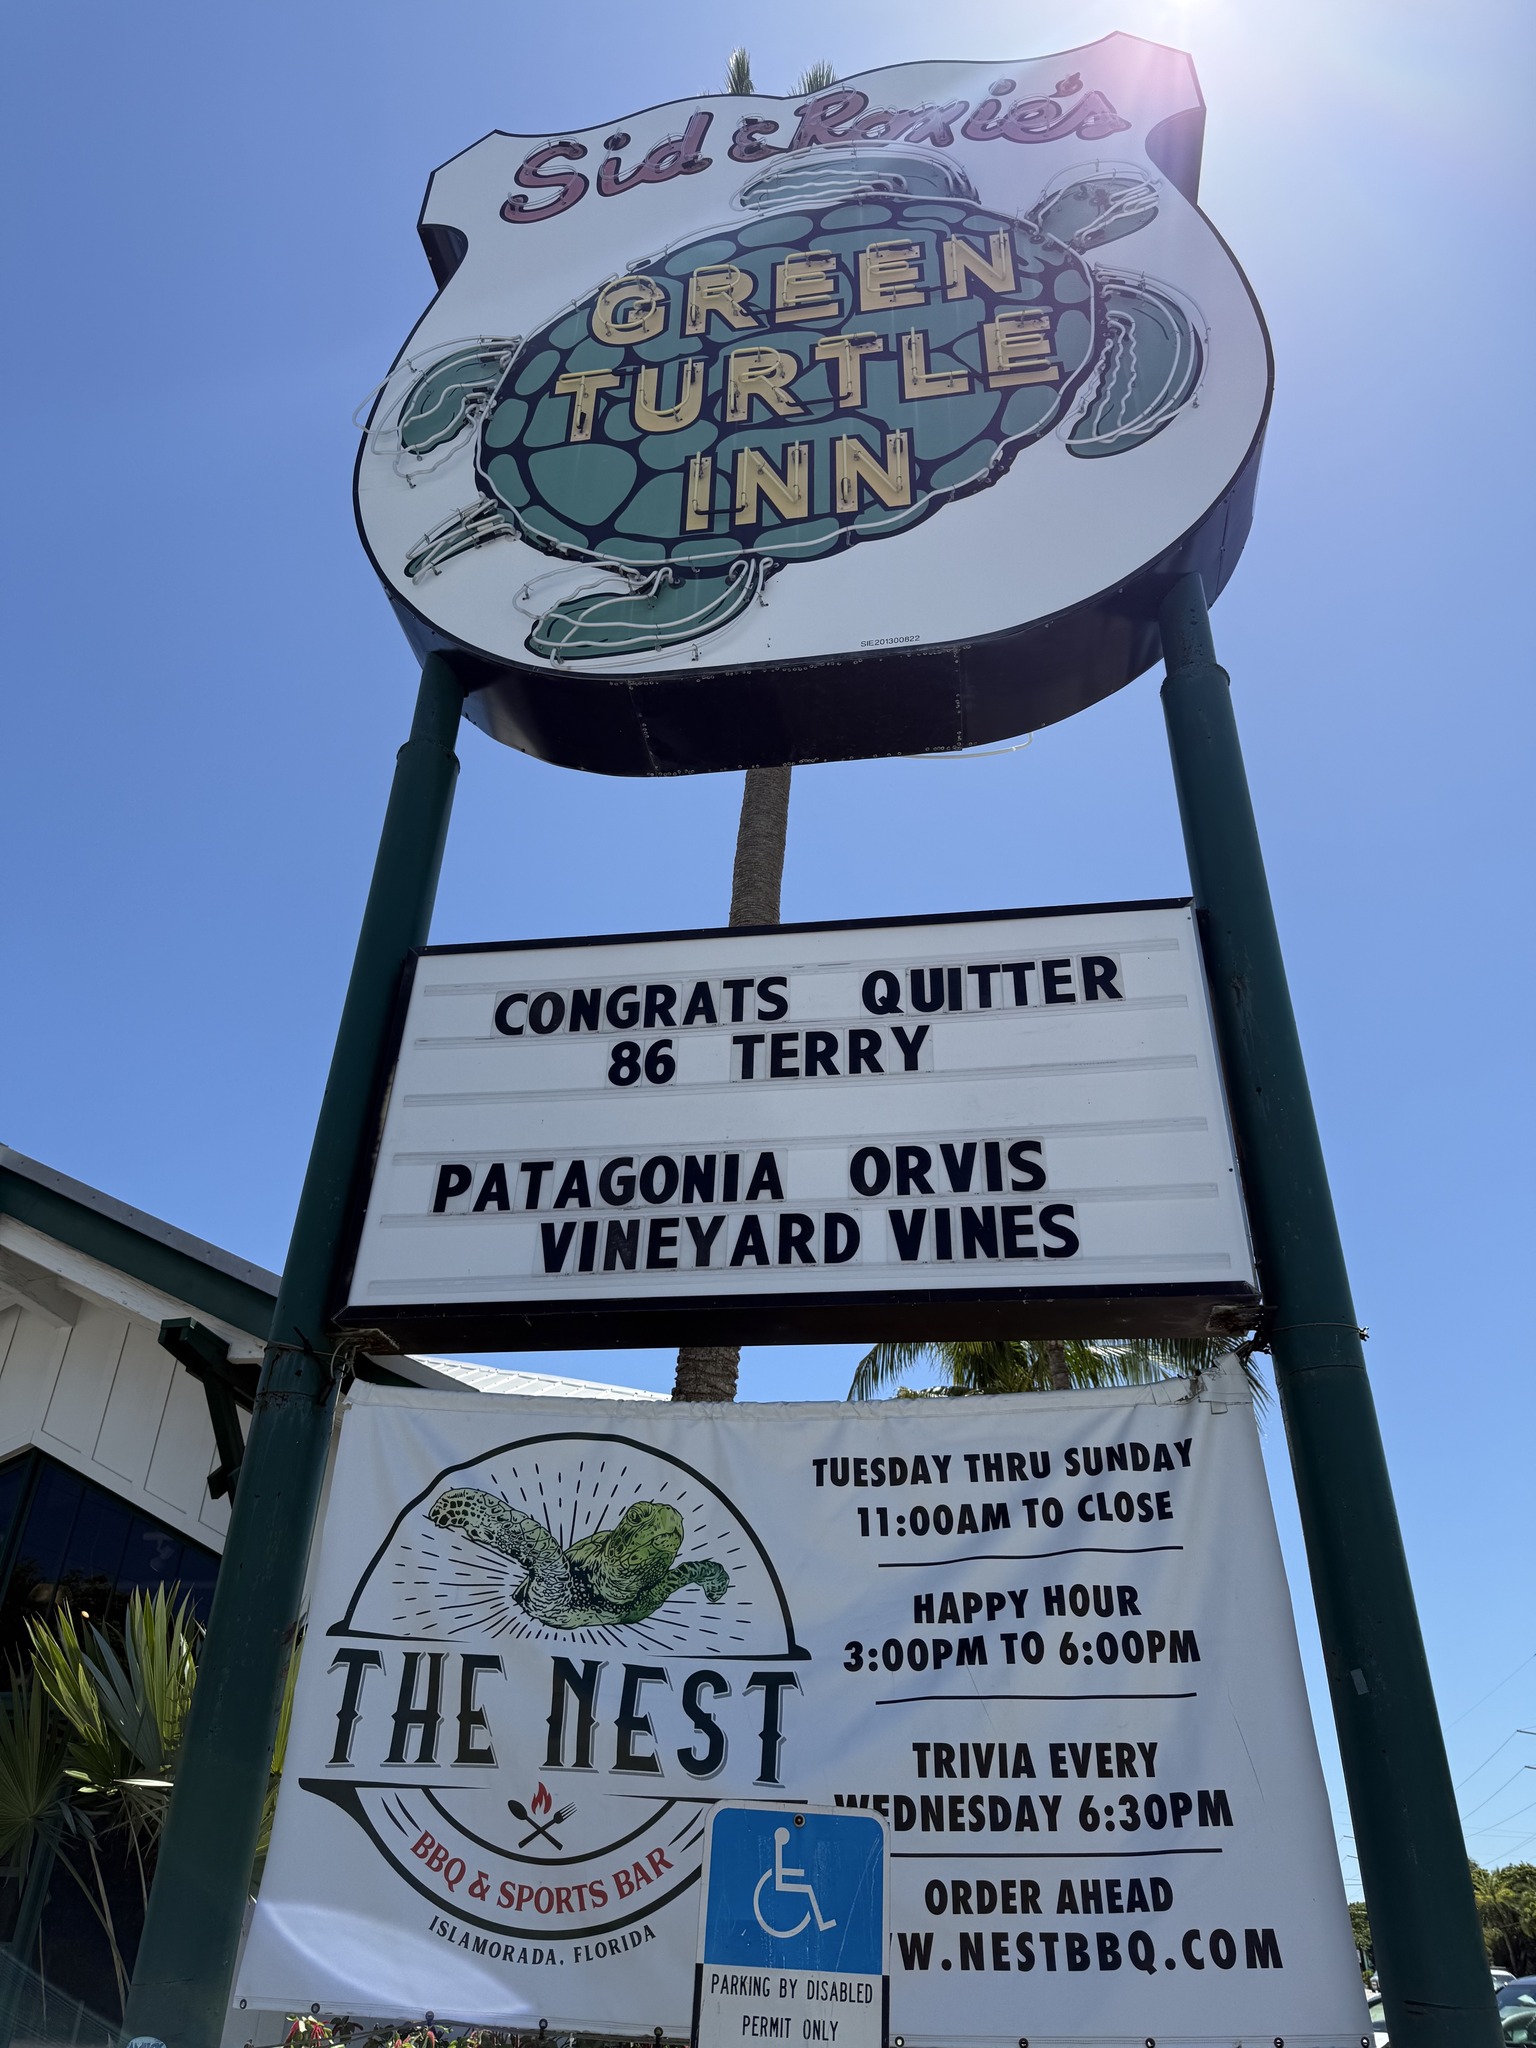 Sid & Roxie's
GREEN
TURTLE
INN
SIE201300822
CONGRATS QUITTER
86 TERRY
PATAGONIA ORVIS
VINEYARD VINES
THE NEST
BBQ & SPORTS BAR
ISLAMORADA, FLORIDA
TUESDAY THRU SUNDAY
11:00AM TO CLOSE
HAPPY HOUR
3:00PM TO 6:00PM
TRIVIA EVERY
WEDNESDAY 6:30PM
ORDER AHEAD
W.NESTBBQ.COM
PARKING BY DISABLED
PERMIT ONLY